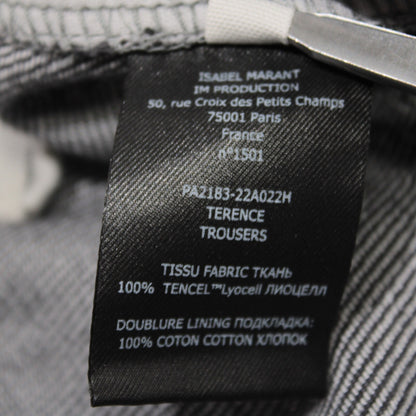 ISABEL MARANT
IM PRODUCTION
50, rue Croix des Petits Champs
75001 Paris
France
n°1501
PA2183-22A022H
TERENCE
TROUSERS
TISSU FABRIC ТКАНЬ
100% TENCEL™Lyocell ЛИОЦЕЛЛ
DOUBLURE LINING ПОДКЛАДКА:
100% COTON COTTON ХЛОПОК